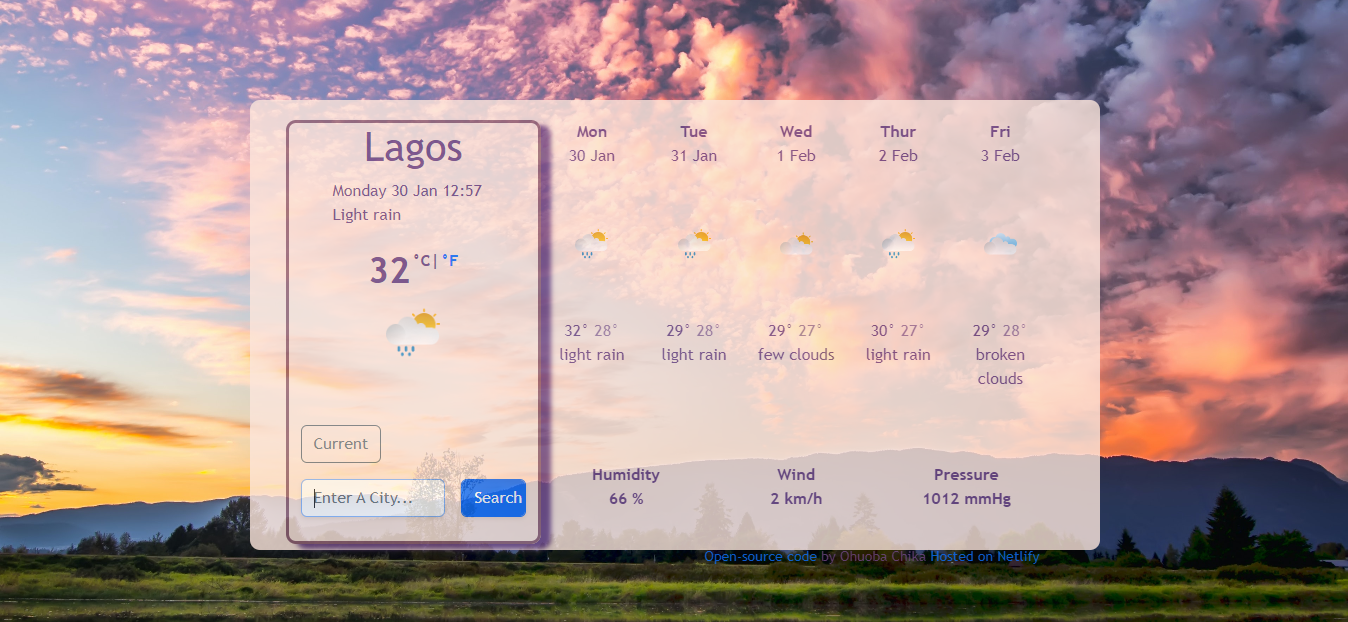 Lagos
Monday 30 Jan 12:57
Light rain
32 °C| °F
Current
Enter A City...
Search
Mon
30 Jan
32° 28°
light rain
Tue
31 Jan
29° 28°
light rain
Wed
1 Feb
29° 27°
few clouds
Thur
2 Feb
30° 27°
light rain
Fri
3 Feb
29° 28°
broken
clouds
Humidity
66 %
Wind
2 km/h
Pressure
1012 mmHg
Open-source code by Ohuoba Chika Hosted on Netlify